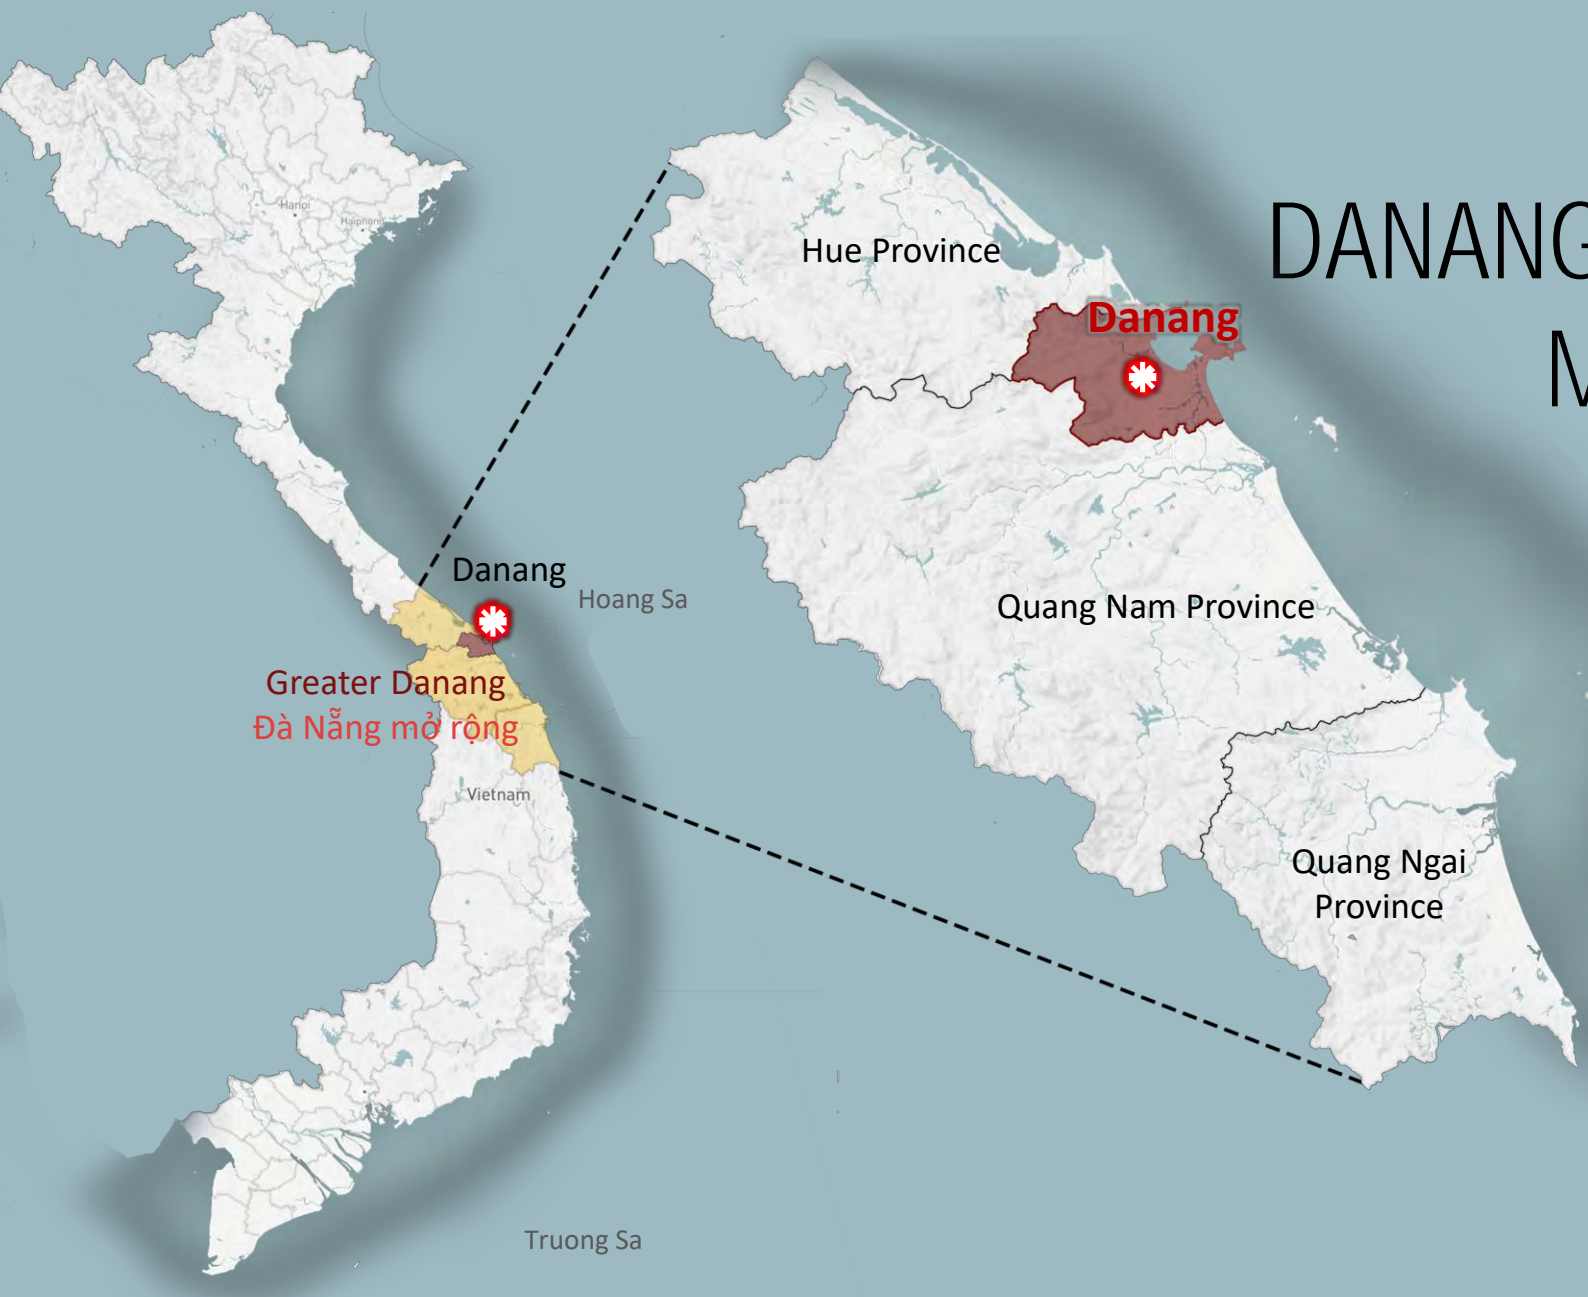 DANANG
M
Hanoi
Haiphong
Hue Province
Danang
Danang
Hoang Sa
Quang Nam Province
Greater Danang
Đà Nẵng mở rộng
Vietnam
Quang Ngai
Province
Truong Sa